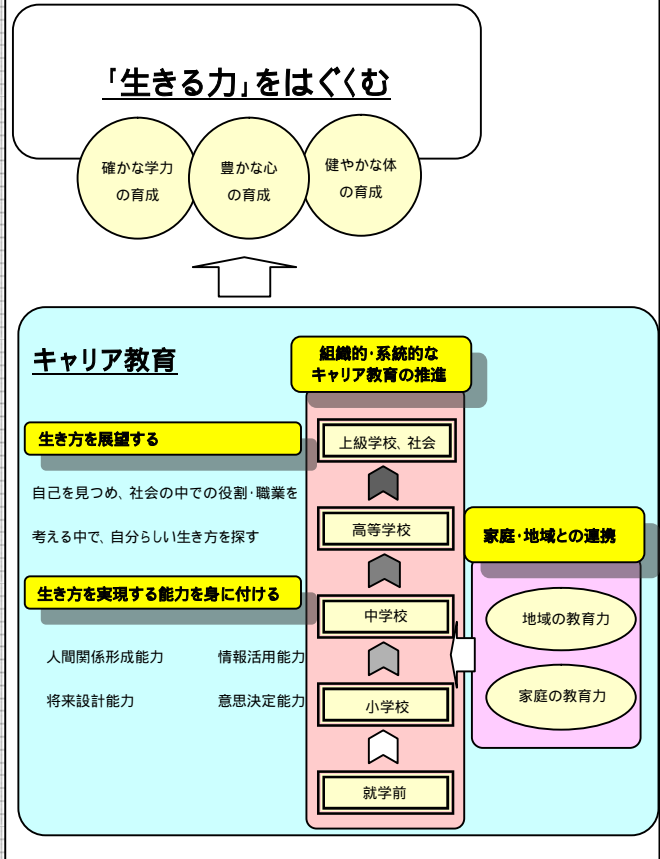 「生きる力」をはぐくむ
確かな学力
の育成
豊かな心
の育成
健やかな体
の育成
キャリア教育
組織的・系統的な
キャリア教育の推進
生き方を展望する
自己を見つめ、社会の中での役割・職業を
考える中で、自分らしい生き方を探す
生き方を実現する能力を身に付ける
人間関係形成能力
情報活用能力
将来設計能力
意思決定能力
上級学校、社会
高等学校
中学校
小学校
就学前
家庭・地域との連携
地域の教育力
家庭の教育力